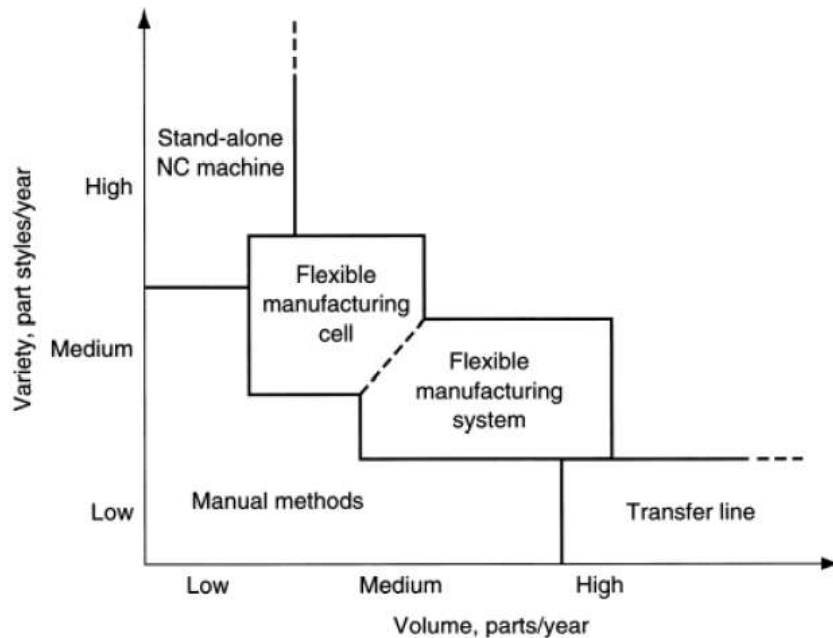 Variety, part styles/year
High
Medium
Low
Stand-alone
NC machine
Flexible
manufacturing
cell
Flexible
manufacturing
system
Manual methods
Transfer line
Low
Medium
High
Volume, parts/year